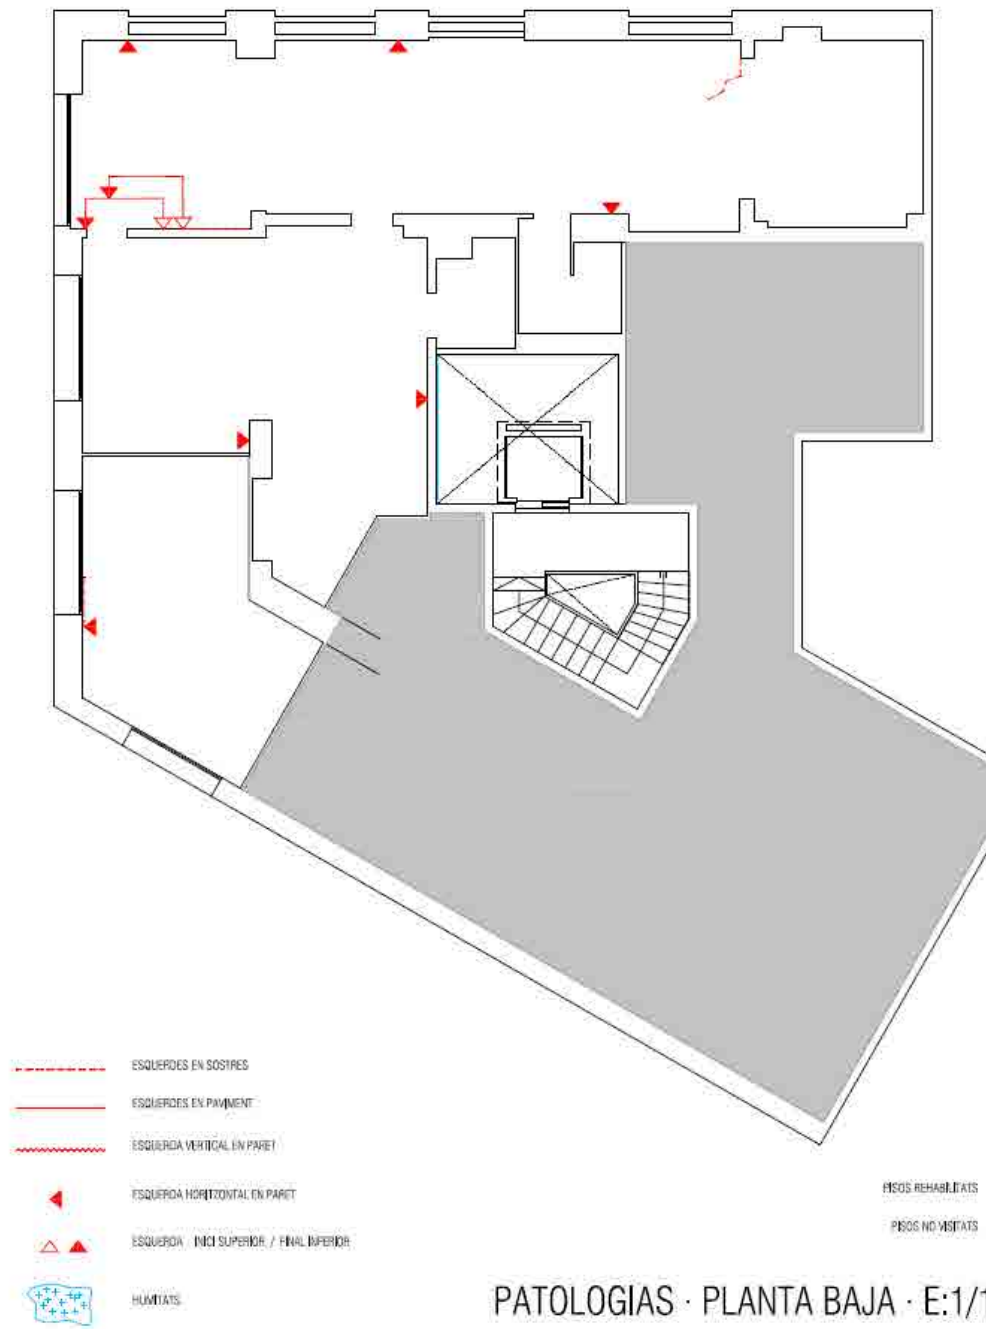 ESQUERDES EN SOSTRES
ESQUERDES EN PAVIMENT
ESQUERDA VERTICAL EN PARET
ESQUERDA HORITZONTAL EN PARET
ESQUERDA : INICI SUPERIOR / FINAL INFERIOR
HUMITATS
PISOS REHABILITATS
PISOS NO VISITATS
PATOLOGIAS · PLANTA BAJA · E:1/1